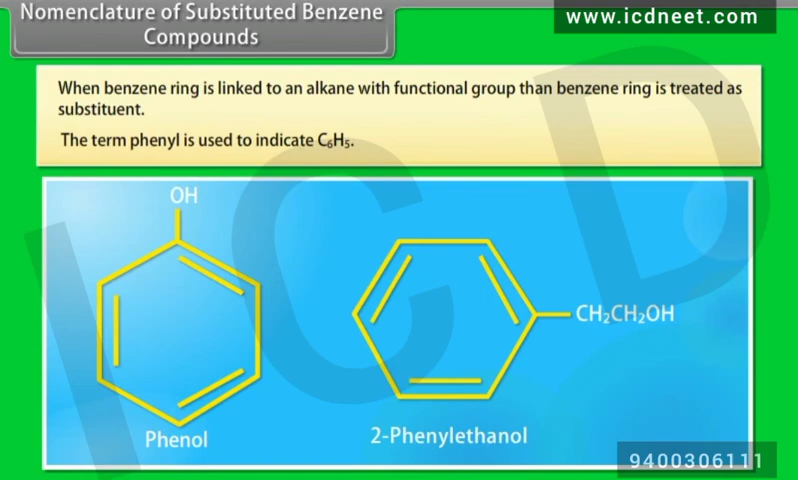 Nomenclature of Substituted Benzene
Compounds
www.icdneet.com
When benzene ring is linked to an alkane with functional group than benzene ring is treated as
substituent.
The term phenyl is used to indicate C₆H₅.
OH
CH₂CH₂OH
Phenol
2-Phenylethanol
9400306111
I C D